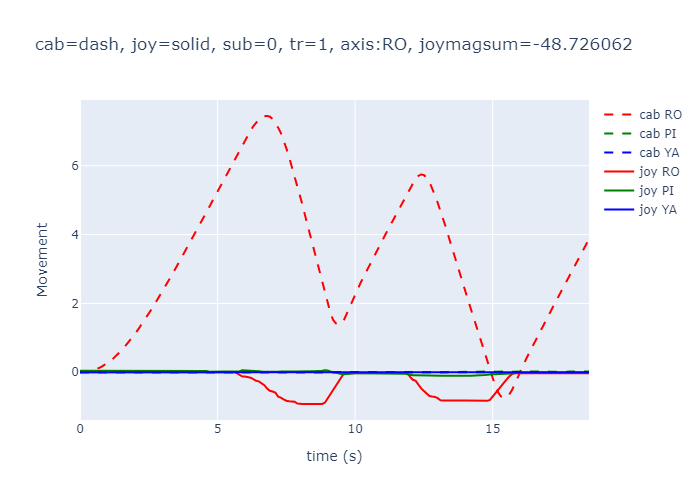 cab=dash, joy=solid, sub=0, tr=1, axis:RO, joymagsum=-48.726062
cab RO
cab PI
cab YA
joy RO
joy PI
joy YA
Movement
6
4
2
0
0 5 10 15
time (s)